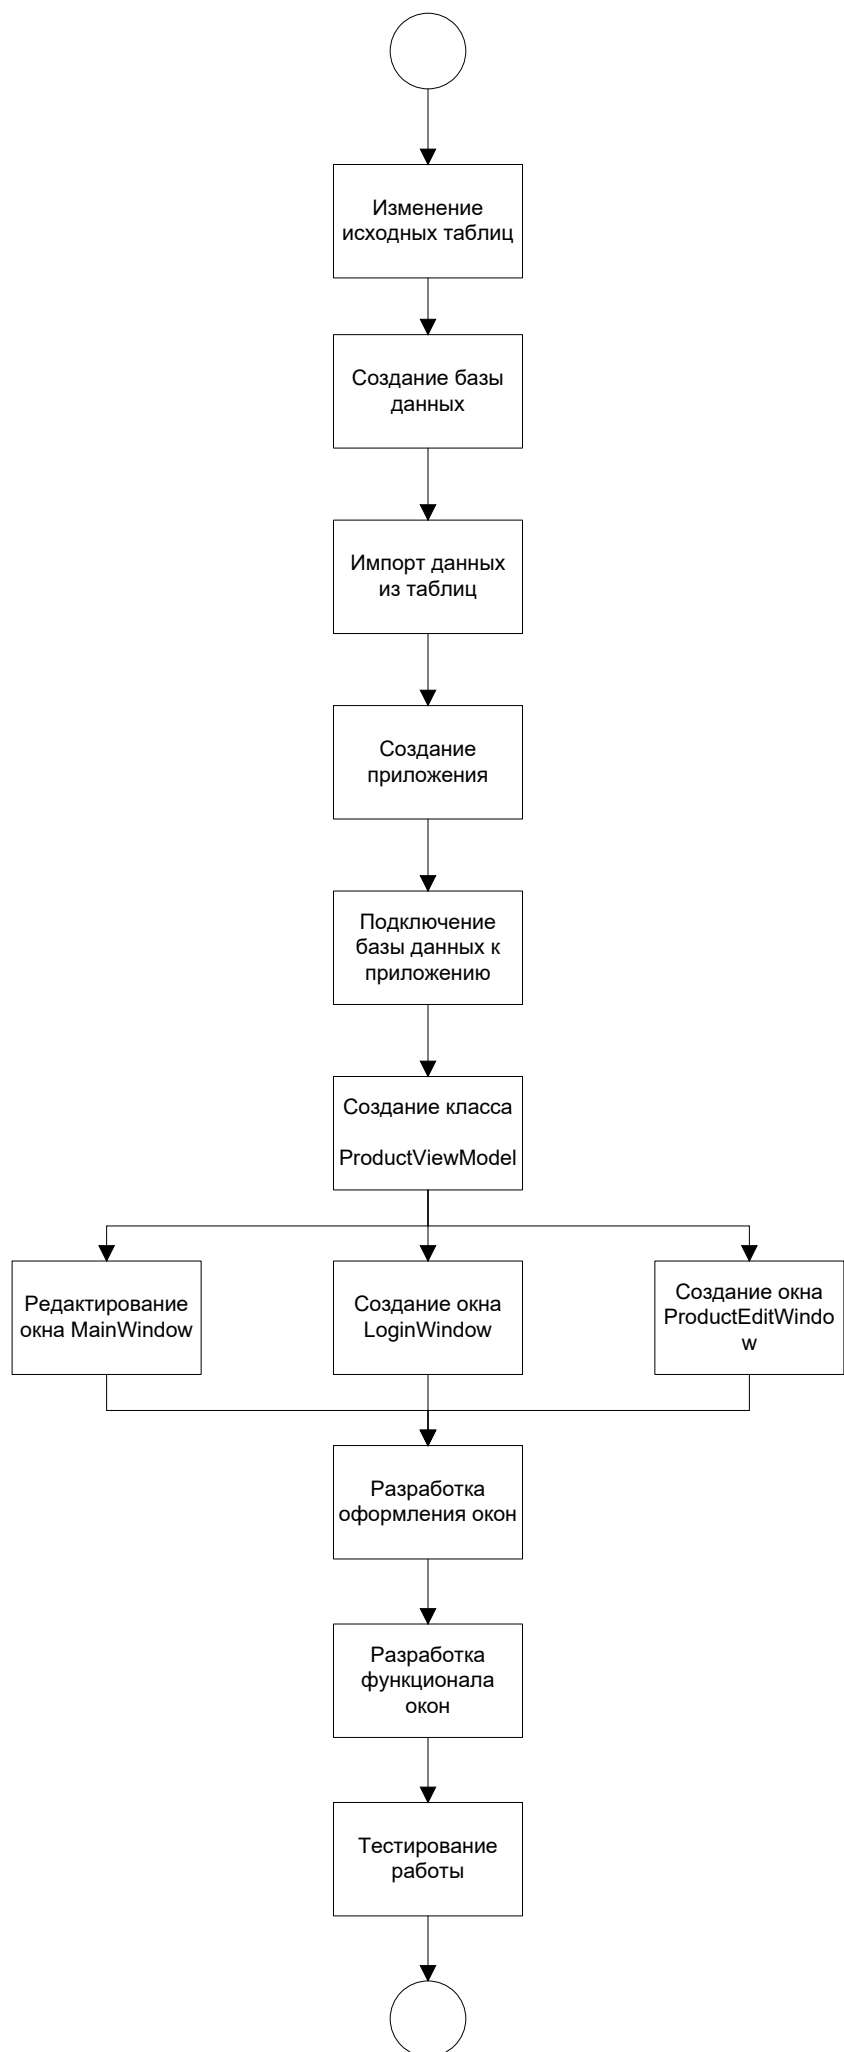 Изменение
исходных таблиц
Создание базы
данных
Импорт данных
из таблиц
Создание
приложения
Подключение
базы данных к
приложению
Создание класса
ProductViewModel
Редактирование
окна MainWindow
Создание окна
LoginWindow
Создание окна
ProductEditWindo
w
Разработка
оформления окон
Разработка
функционала
окон
Тестирование
работы